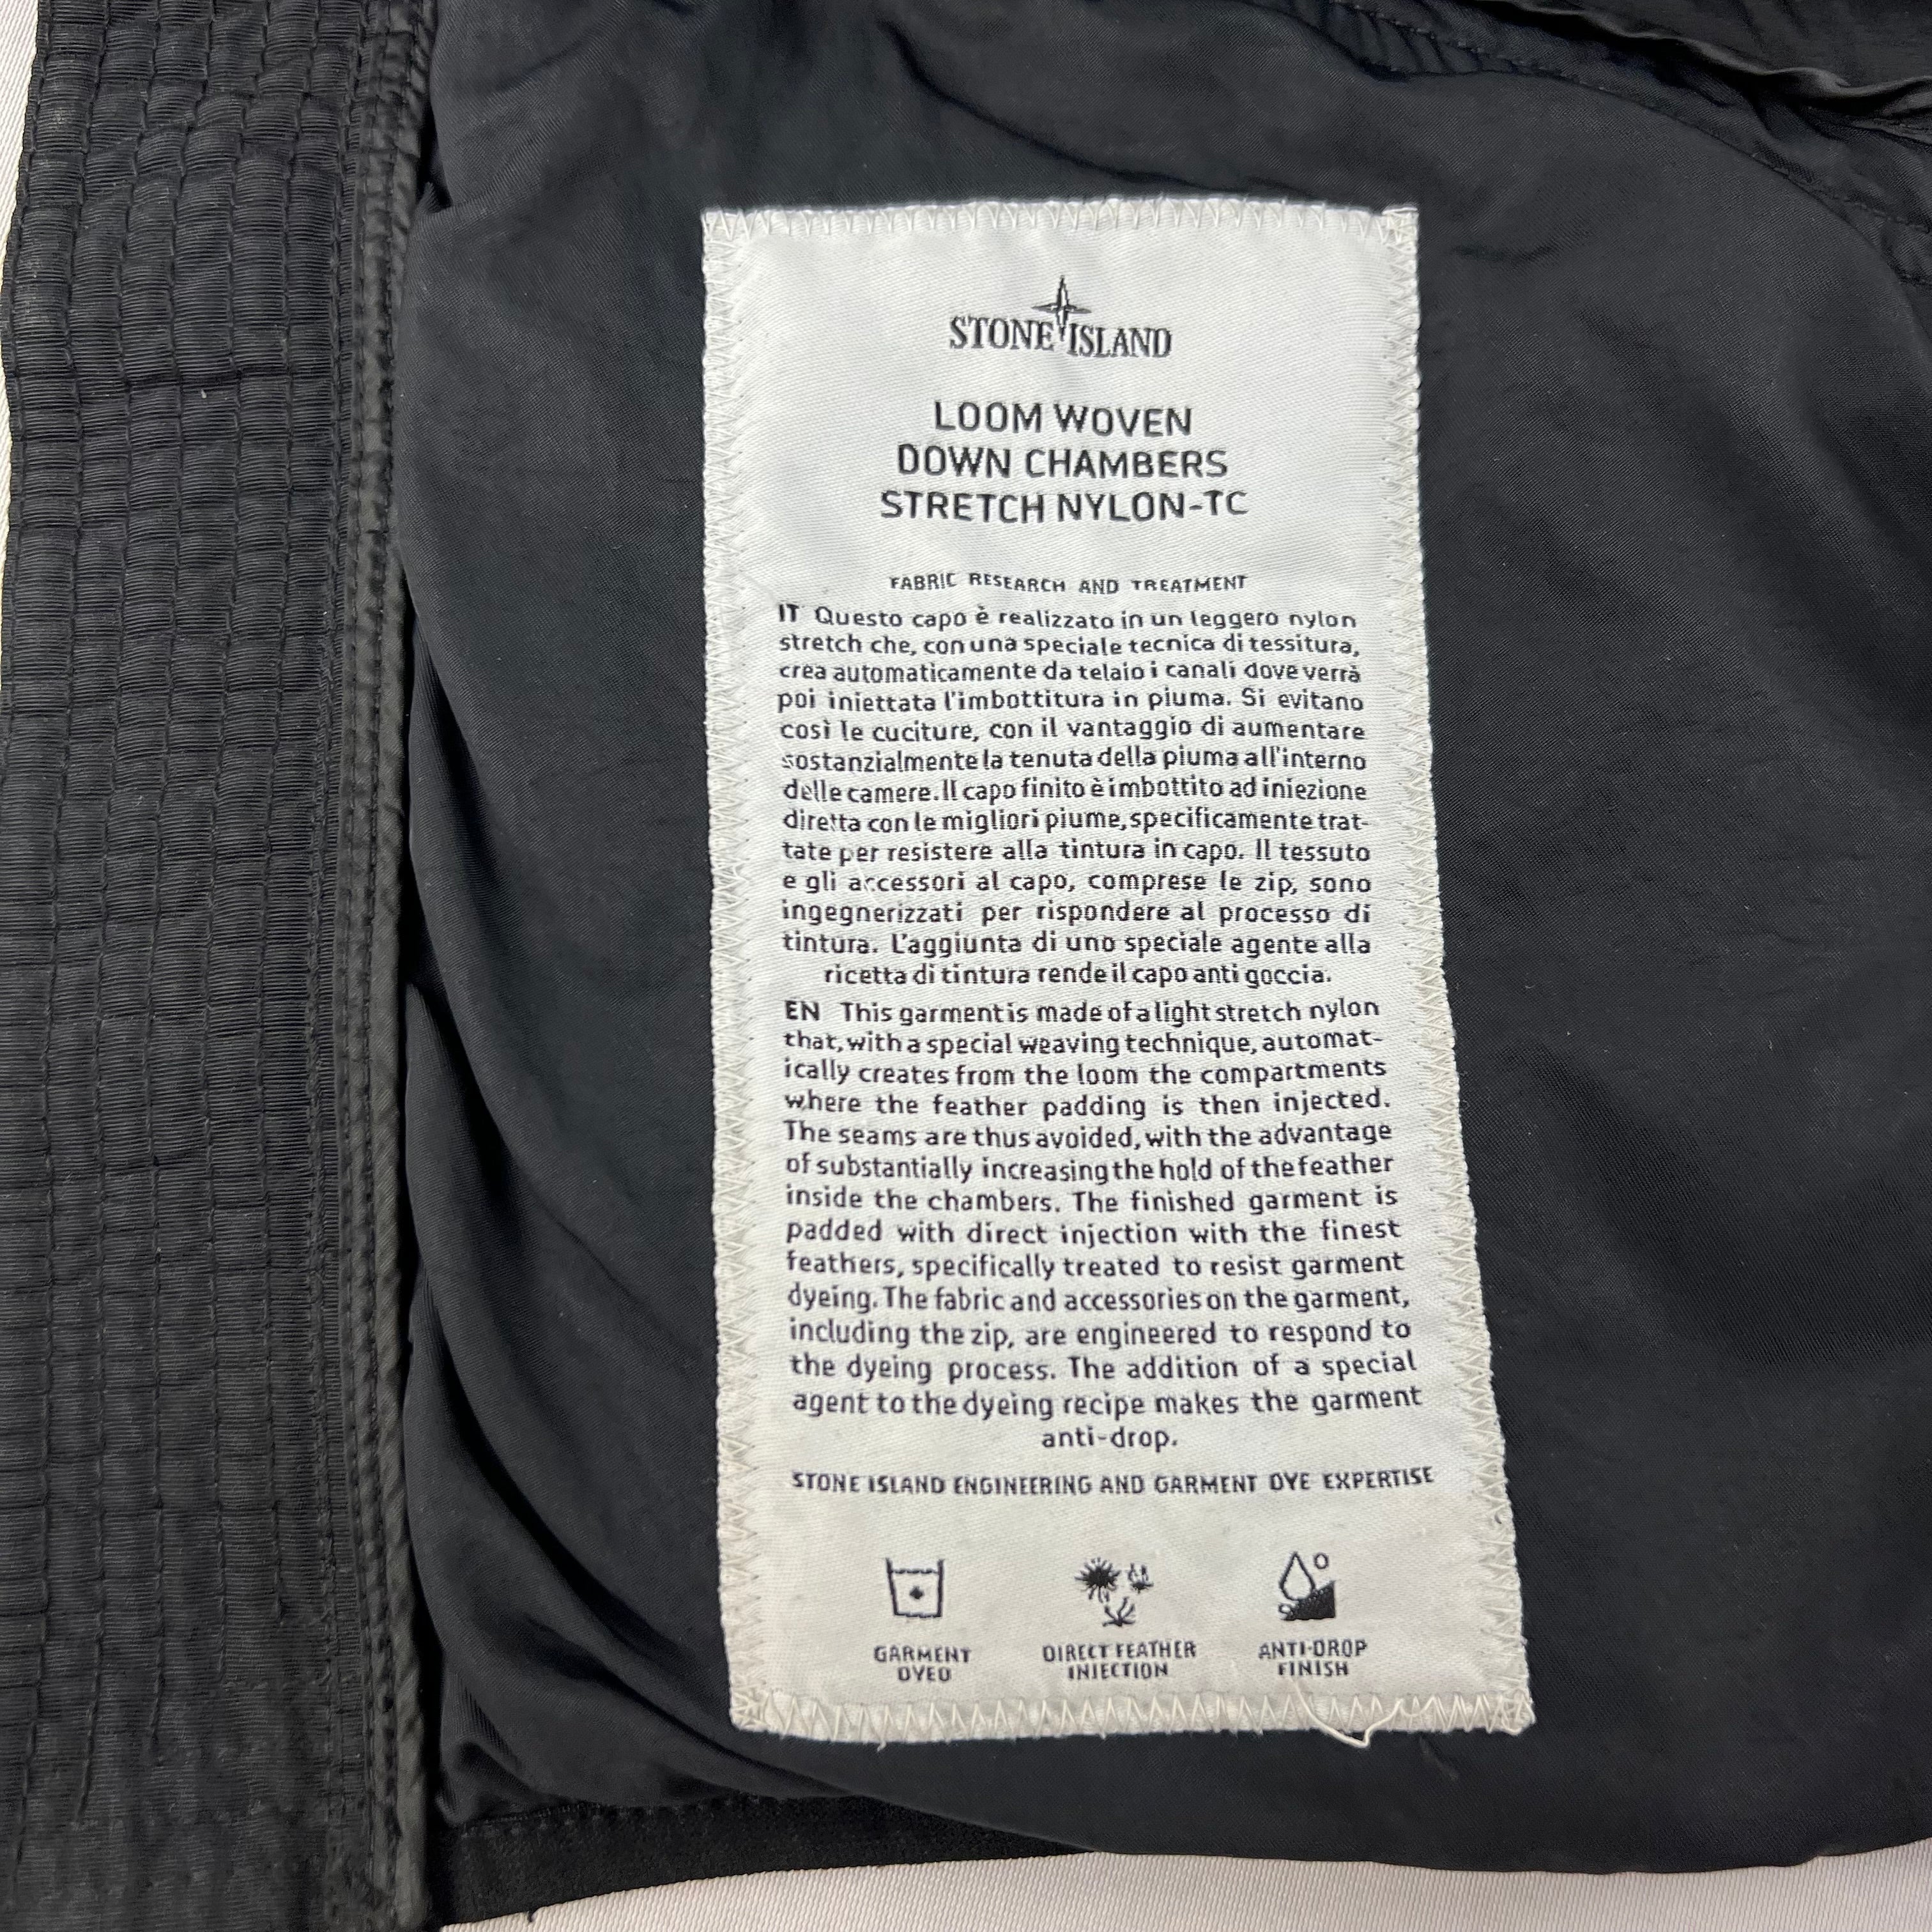 STONE ISLAND
LOOM WOVEN
DOWN CHAMBERS
STRETCH NYLON-TC
FABRIC RESEARCH AND TREATMENT
IT Questo capo è realizzato in un leggero nylon
stretch che, con una speciale tecnica di tessitura,
crea automaticamente da telaio i canali dove verrà
poi iniettata l'imbottitura in piuma. Si evitano
così le cuciture, con il vantaggio di aumentare
sostanzialmente la tenuta della piuma all'interno
delle camere. Il capo finito è imbottito ad iniezione
diretta con le migliori piume, specificamente trat-
tate per resistere alla tintura in capo. Il tessuto
e gli accessori al capo, comprese le zip, sono
ingegnerizzati per rispondere al processo di
tintura. L'aggiunta di uno speciale agente alla
ricetta di tintura rende il capo anti goccia.
EN This garment is made of a light stretch nylon
that, with a special weaving technique, automat-
ically creates from the loom the compartments
where the feather padding is then injected.
The seams are thus avoided, with the advantage
of substantially increasing the hold of the feather
inside the chambers. The finished garment is
padded with direct injection with the finest
feathers, specifically treated to resist garment
dyeing. The fabric and accessories on the garment,
including the zip, are engineered to respond to
the dyeing process. The addition of a special
agent to the dyeing recipe makes the garment
anti-drop.
STONE ISLAND ENGINEERING AND GARMENT DYE EXPERTISE
GARMENT DYED
DIRECT FEATHER INJECTION
ANTI-DROP FINISH